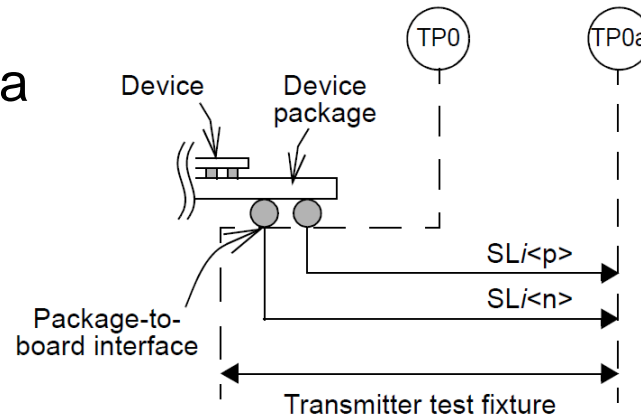 TP0
TP0a
a
Device
Device
package
SLi<p>
SLi<n>
Package-to-
board interface
Transmitter test fixture